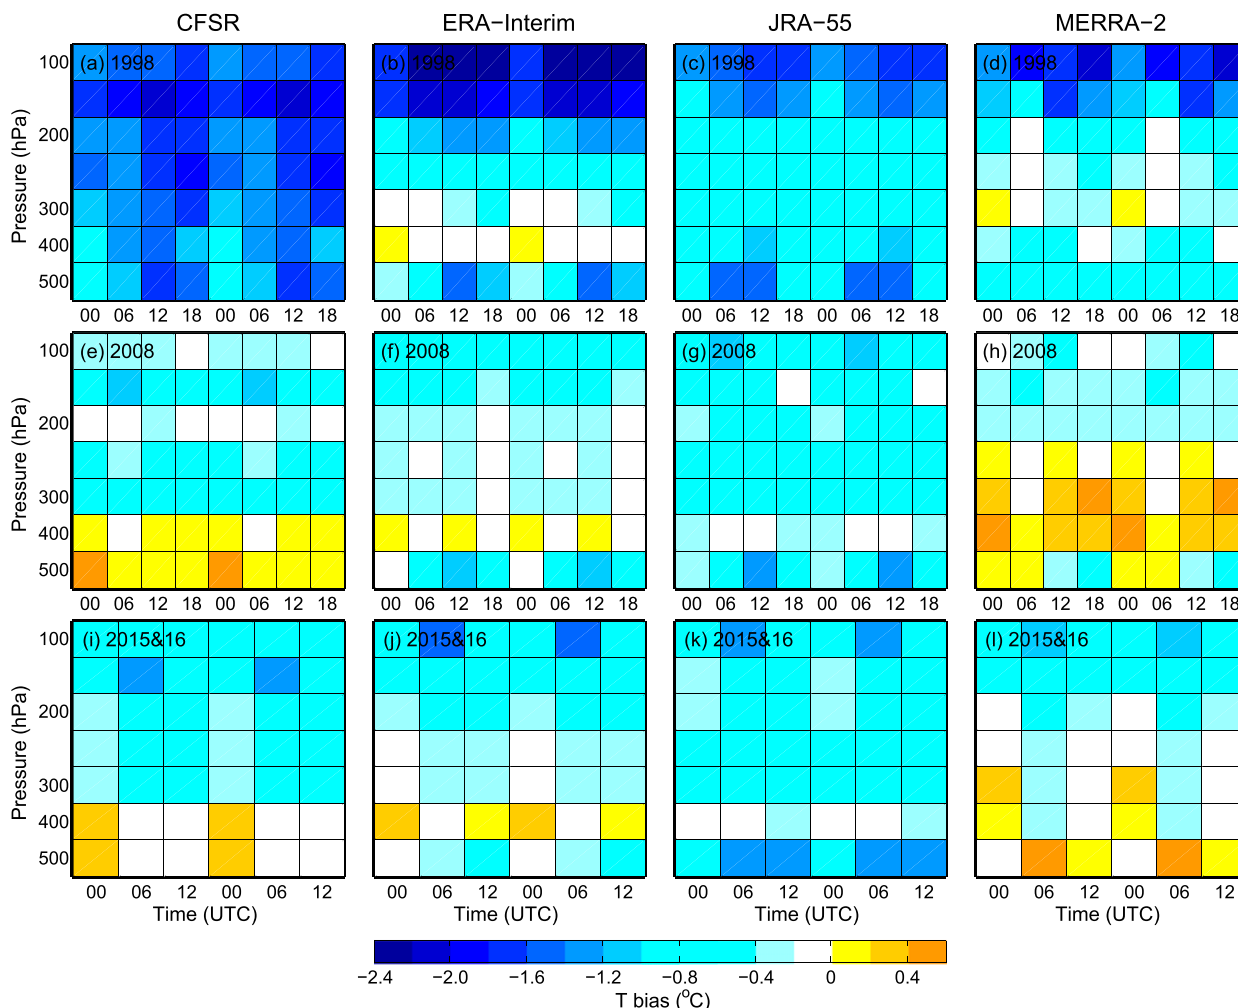 CFSR ERA−Interim JRA−55 MERRA−2
Pressure (hPa)
100
200
300
400
500
(a) 1998 (b) 1998 (c) 1998 (d) 1998
00 06 12 18 00 06 12 18 00 06 12 18 00 06 12 18 00 06 12 18 00 06 12 18 00 06 12 18 00 06 12 18
Pressure (hPa)
100
200
300
400
500
(e) 2008 (f) 2008 (g) 2008 (h) 2008
00 06 12 18 00 06 12 18 00 06 12 18 00 06 12 18 00 06 12 18 00 06 12 18 00 06 12 18 00 06 12 18
Pressure (hPa)
100
200
300
400
500
(i) 2015&16 (j) 2015&16 (k) 2015&16 (l) 2015&16
00 06 12 00 06 12 00 06 12 00 06 12 00 06 12 00 06 12 00 06 12 00 06 12
Time (UTC) Time (UTC) Time (UTC) Time (UTC)
−2.4 −2.0 −1.6 −1.2 −0.8 −0.4 0 0.4
T bias (°C)